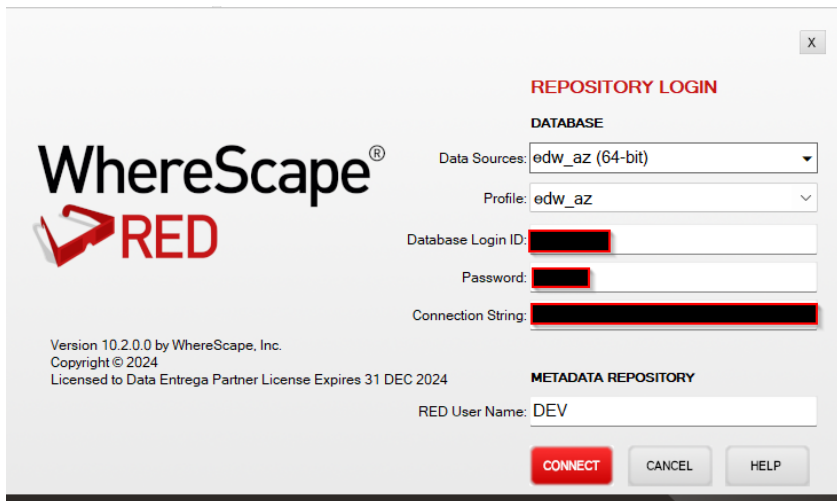 X
REPOSITORY LOGIN
DATABASE
WhereScape®
RED
Data Sources: edw_az (64-bit)
Profile: edw_az
Database Login ID:
Password:
Connection String:
Version 10.2.0.0 by WhereScape, Inc.
Copyright © 2024
Licensed to Data Entrega Partner License Expires 31 DEC 2024
METADATA REPOSITORY
RED User Name: DEV
CONNECT CANCEL HELP